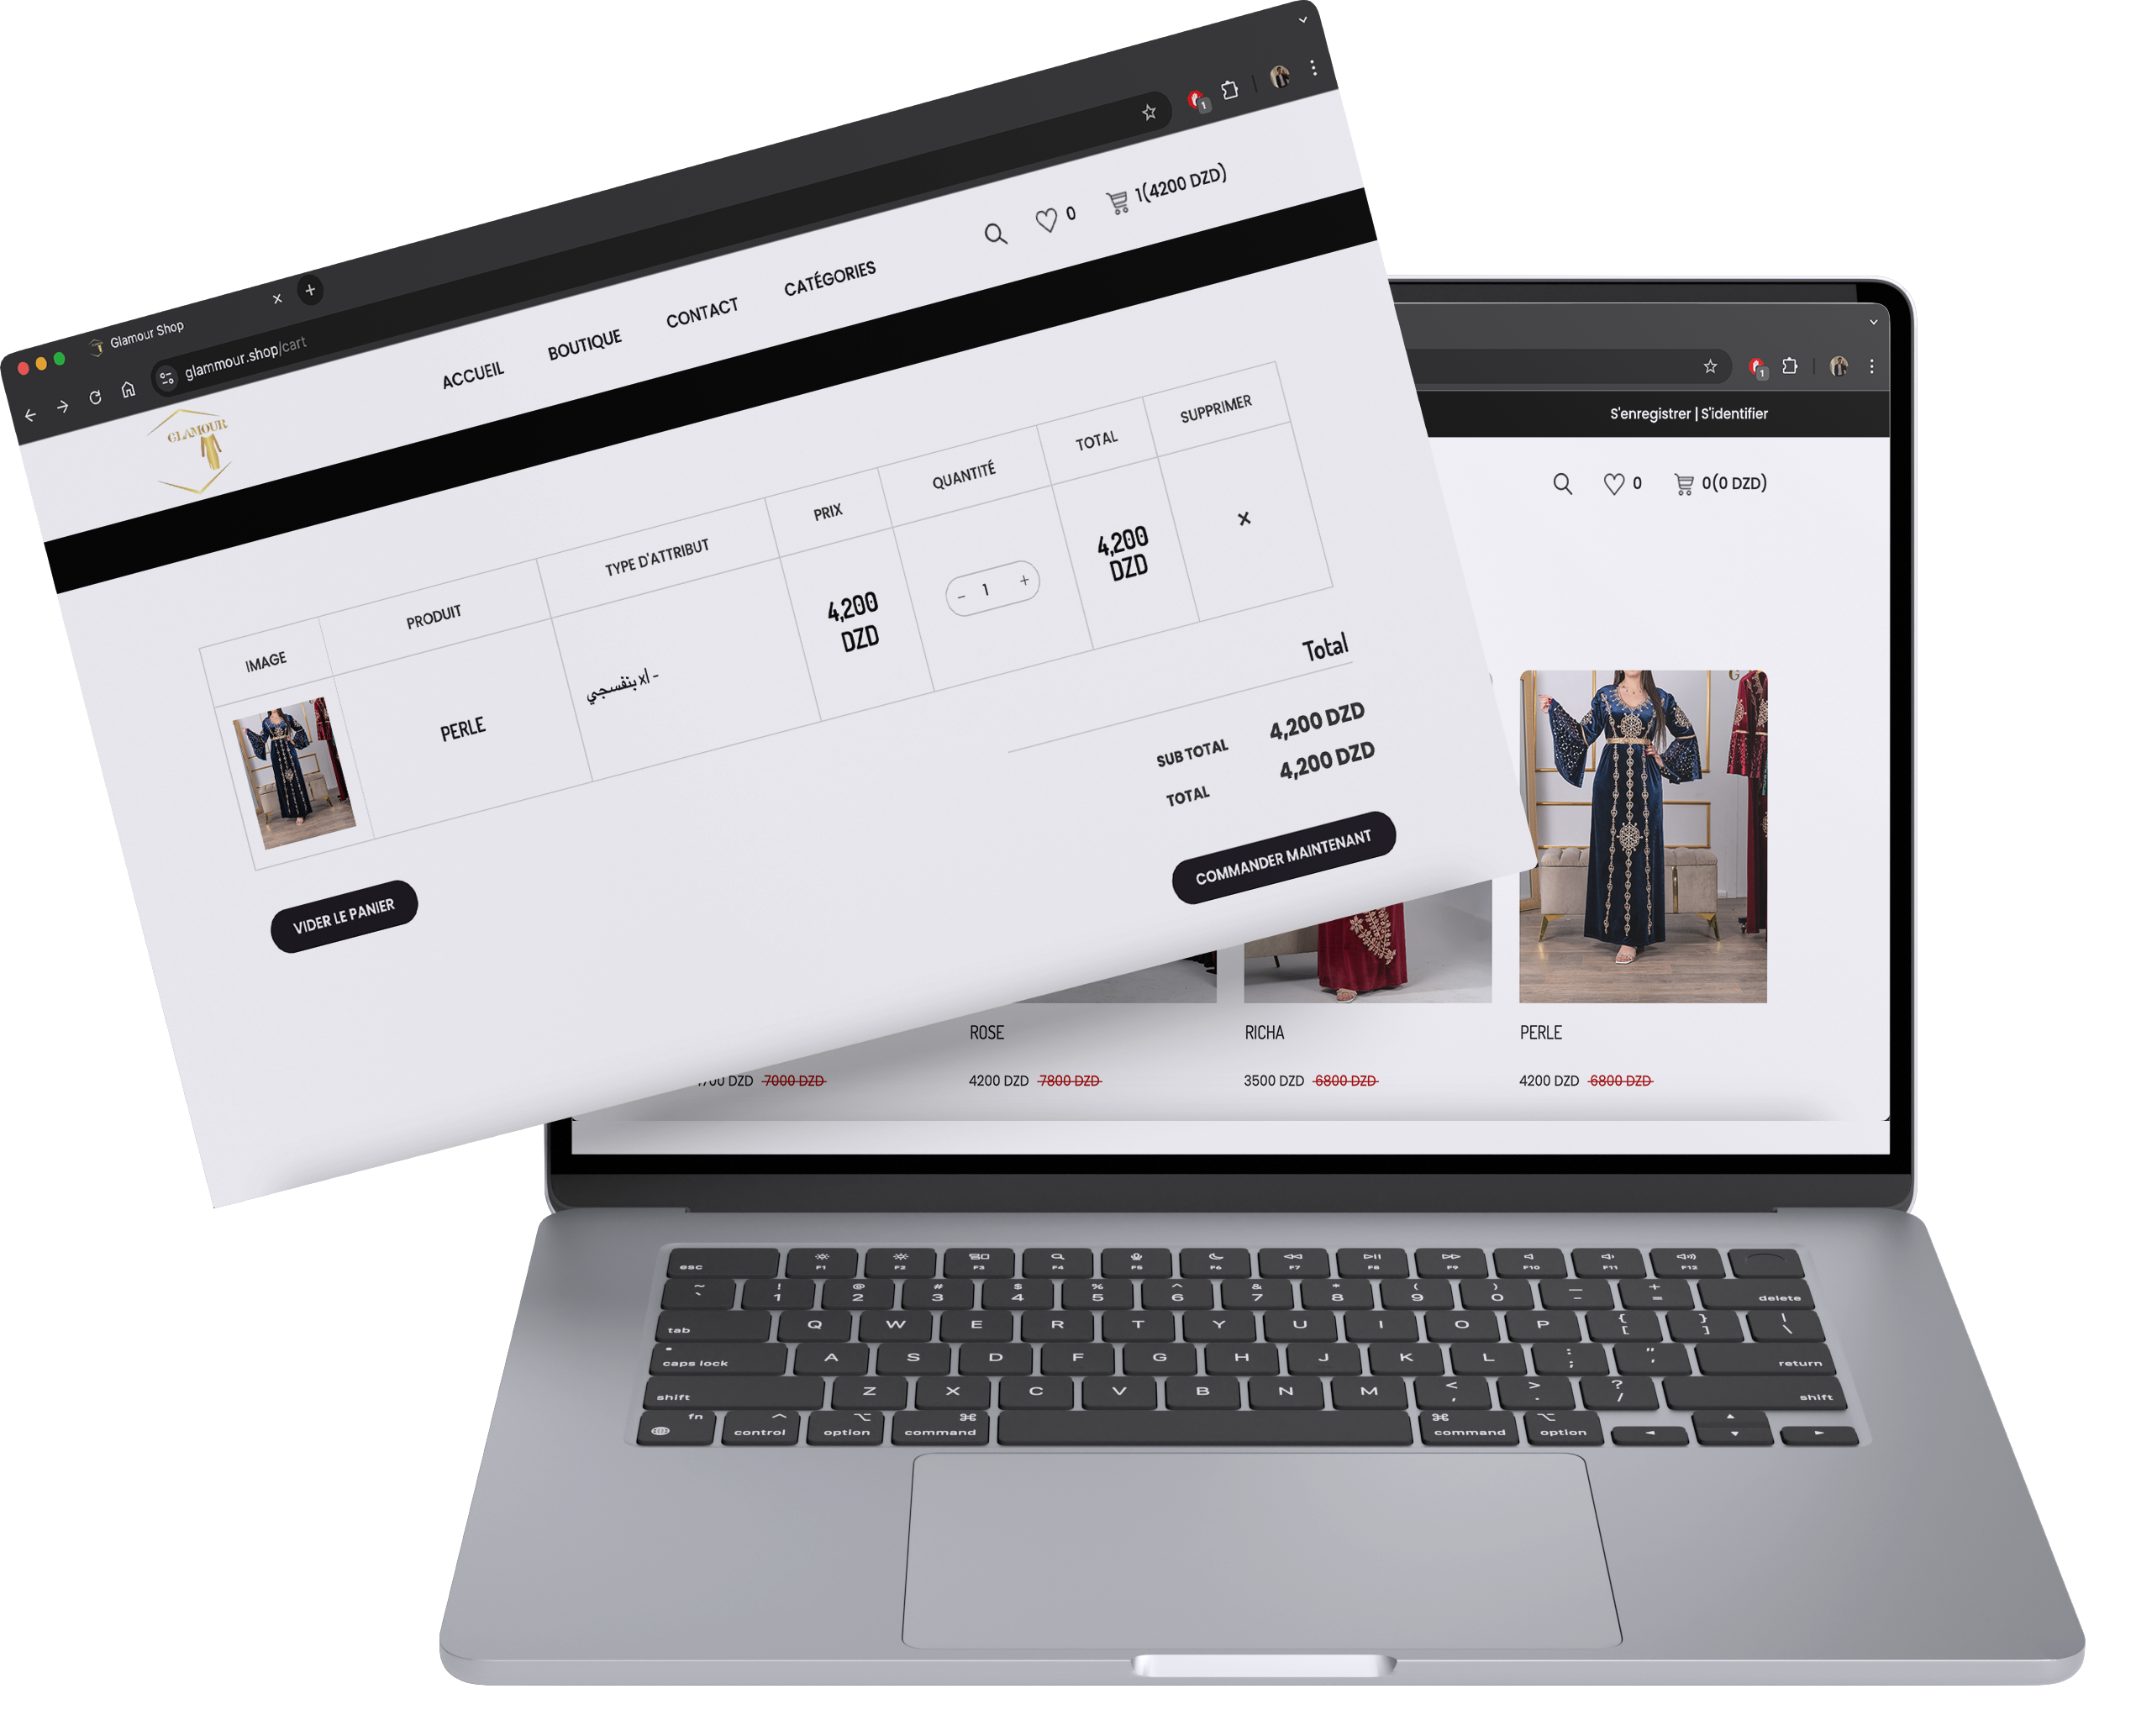 Glamour Shop
glammour.shop/cart
GLAMOUR
ACCUEIL
BOUTIQUE
CONTACT
CATÉGORIES
0
1(4200 DZD)
IMAGE
PRODUIT
TYPE D'ATTRIBUT
PRIX
QUANTITÉ
TOTAL
SUPPRIMER
PERLE
- xl بنفسجي
4,200
DZD
- 1 +
4,200
DZD
×
Total
SUB TOTAL 4,200 DZD
TOTAL 4,200 DZD
VIDER LE PANIER
COMMANDER MAINTENANT
1
S'enregistrer | S'identifier
0
0(0 DZD)
ROSE
RICHA
PERLE
7000 DZD
4200 DZD 7800 DZD
3500 DZD 6800 DZD
4200 DZD 6800 DZD
esc F1 F2 F3 F4 F5 F6 F7 F8 F9 F10 F11 F12
~ ` ! 1 @ 2 # 3 $ 4 % 5 ^ 6 & 7 * 8 ( 9 ) 0 — - + = delete
tab Q W E R T Y U I O P { [ } ] | \
caps lock A S D F G H J K L : ; " ' return
shift Z X C V B N M < , > . ? / shift
fn control option command command option